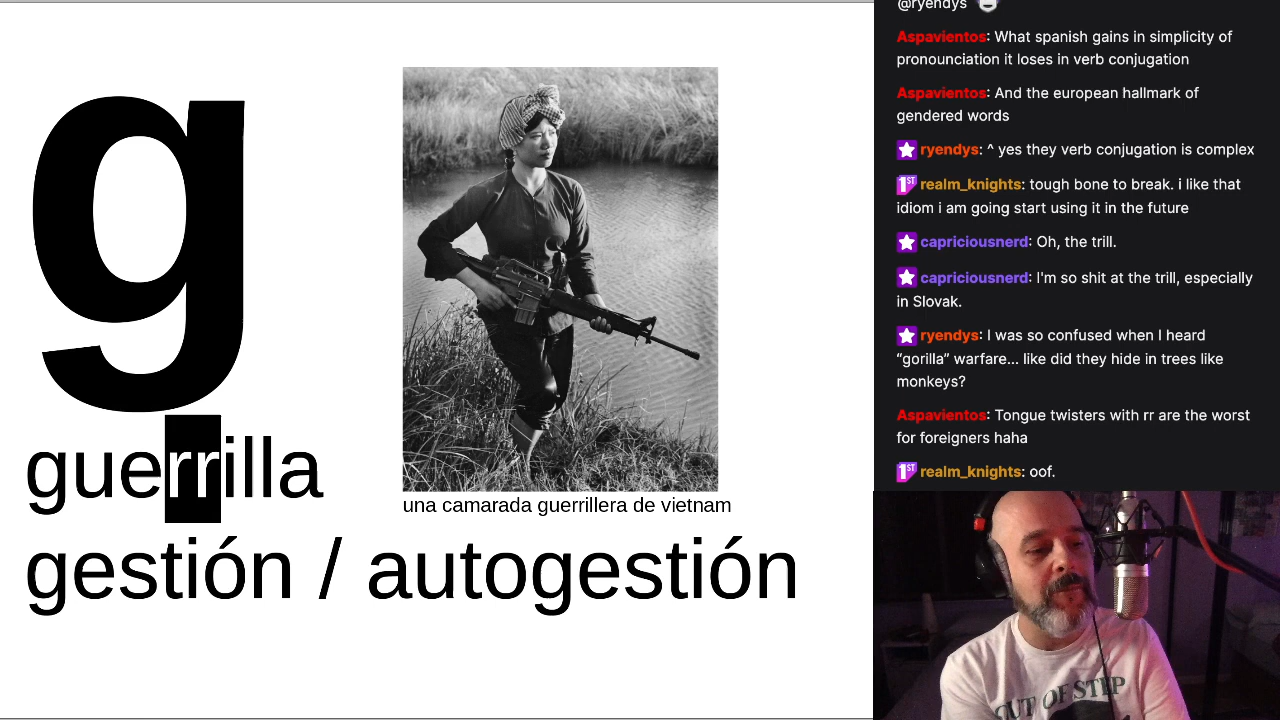 g
guerrilla
gestión / autogestión
una camarada guerrillera de vietnam
@ryendys
Aspavientos: What spanish gains in simplicity of
pronounciation it loses in verb conjugation
Aspavientos: And the european hallmark of
gendered words
ryendys: ^ yes they verb conjugation is complex
1ST realm_knights: tough bone to break. i like that
idiom i am going start using it in the future
capriciousnerd: Oh, the trill.
capriciousnerd: I'm so shit at the trill, especially
in Slovak.
ryendys: I was so confused when I heard
“gorilla” warfare... like did they hide in trees like
monkeys?
Aspavientos: Tongue twisters with rr are the worst
for foreigners haha
1ST realm_knights: oof.
OUT OF STEP